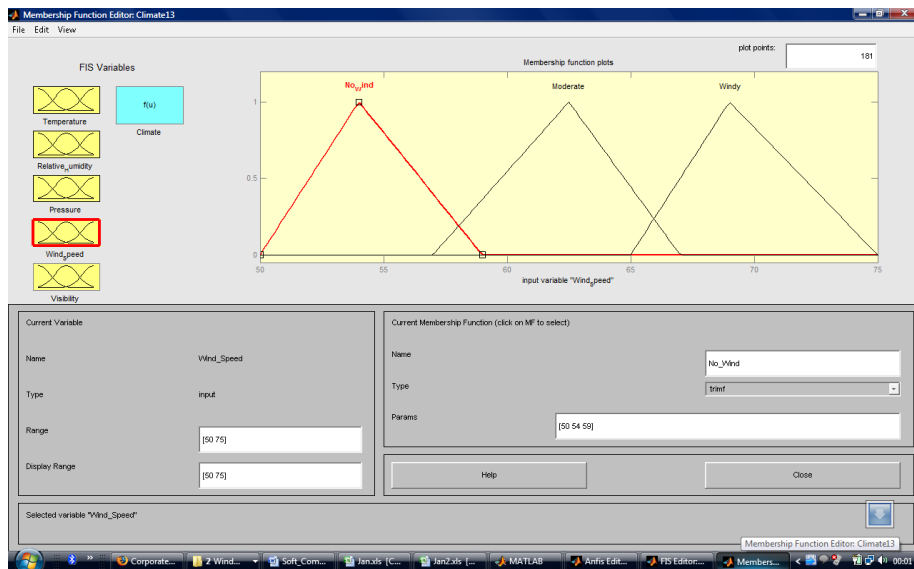 Membership Function Editor: Climate13
File Edit View
FIS Variables
Temperature
f(u)
Climate
Relative_Humidity
Pressure
Wind_Speed
Visibility
plot points:
181
Membership function plots
No_Wind
Moderate
Windy
1
0.5
0
50 55 60 65 70 75
input variable "Wind_Speed"
Current Variable
Name Wind_Speed
Type input
Range [50 75]
Display Range [50 75]
Current Membership Function (click on MF to select)
Name No_Wind
Type trimf
Params [50 54 59]
Help Close
Selected variable "Wind_Speed"
Membership Function Editor: Climate13
» Corporate... 2 Wind... Soft_Com... Jan.xls [C... Jan2.xls [... MATLAB Anfis Edit... FIS Editor:... Members... < 00:01